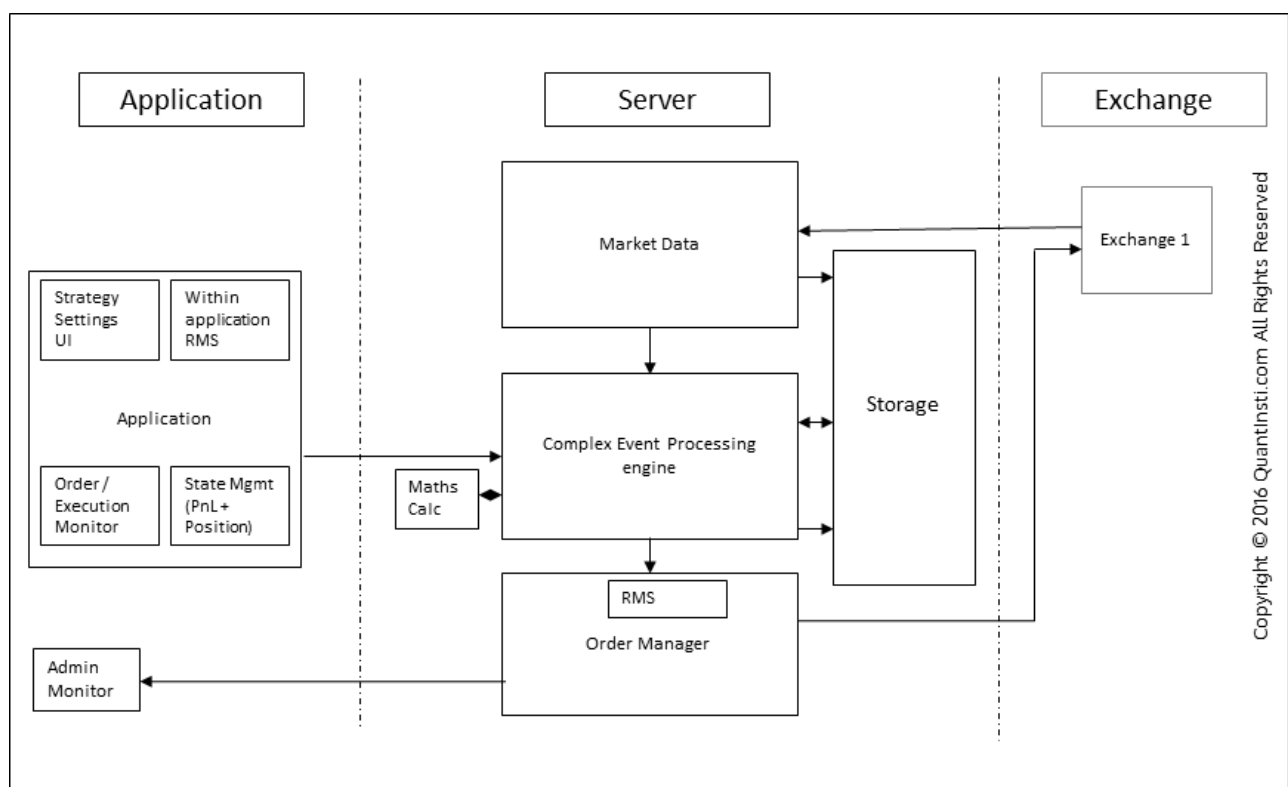 Application
Server
Exchange
Market Data
Exchange 1
Strategy
Settings
UI
Within
application
RMS
Application
Order /
Execution
Monitor
State Mgmt
(PnL +
Position)
Complex Event Processing
engine
Maths
Calc
Storage
RMS
Order Manager
Admin
Monitor
Copyright © 2016 QuantInsti.com All Rights Reserved